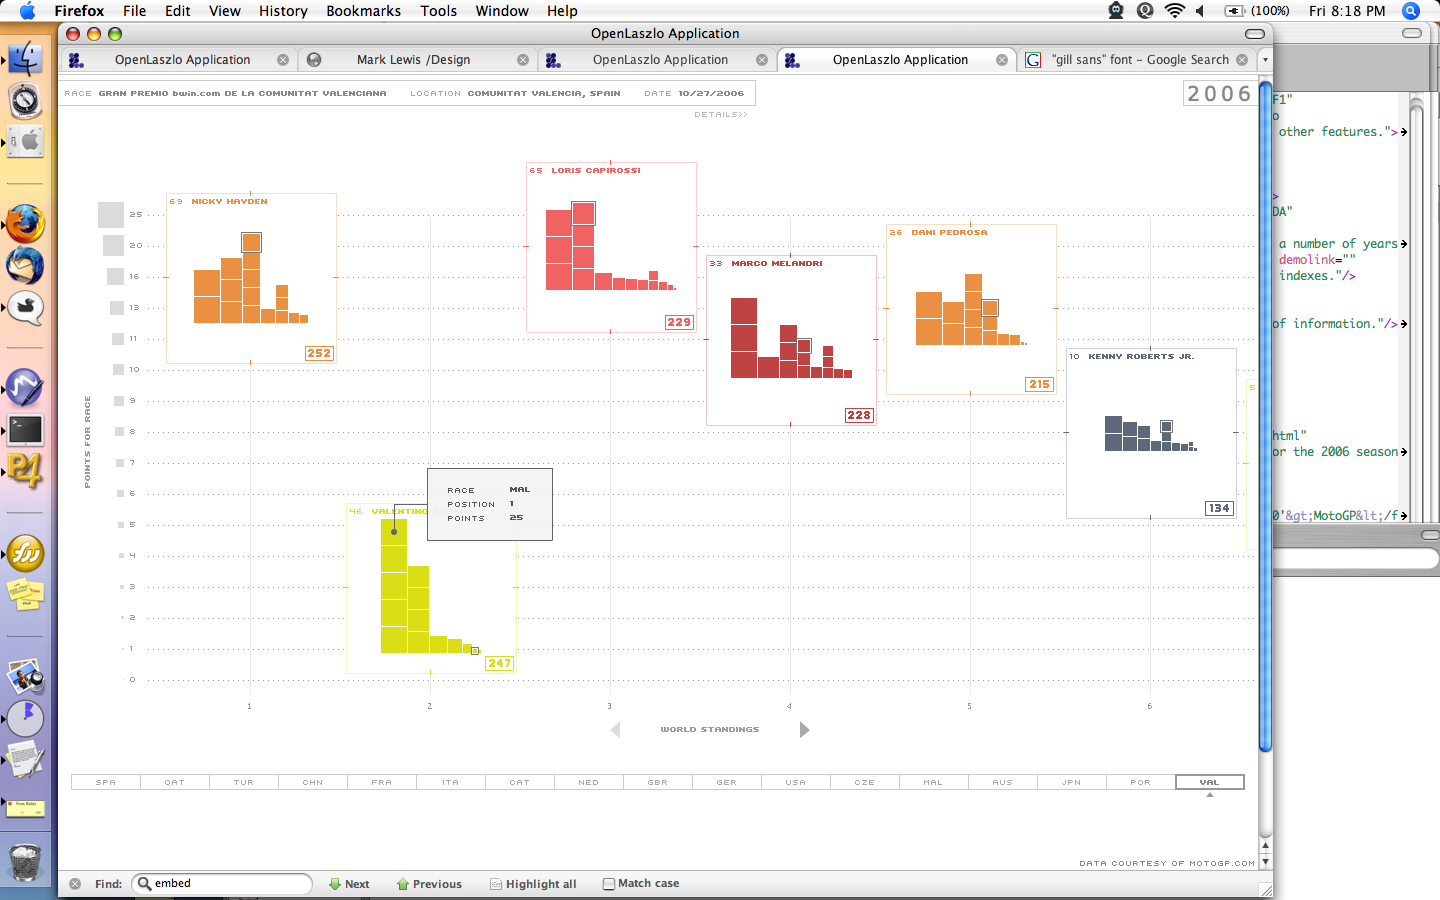 Firefox File Edit View History Bookmarks Tools Window Help (100%) Fri 8:18 PM
OpenLaszlo Application
OpenLaszlo Application Mark Lewis /Design OpenLaszlo Application OpenLaszlo Application "gill sans" font – Google Search
RACE GRAN PREMIO bwin.com DE LA COMUNITAT VALENCIANA LOCATION COMUNITAT VALENCIA, SPAIN DATE 10/27/2006
2006
DETAILS>>
F1"
o
other features.">
>
DA"
a number of years
demolink=""
indexes."/>
of information."/>
html"
or the 2006 season
0'&gt;MotoGP&lt;/f
POINTS FOR RACE
25
20
16
13
11
10
9
8
7
6
5
4
3
2
1
0
69 NICKY HAYDEN
252
65 LORIS CAPIROSSI
229
33 MARCO MELANDRI
228
26 DANI PEDROSA
215
10 KENNY ROBERTS JR.
134
5
46 VALENTINO
247
RACE MAL
POSITION 1
POINTS 25
1 2 3 4 5 6
WORLD STANDINGS
SPA QAT TUR CHN FRA ITA CAT NED GBR GER USA CZE MAL AUS JPN POR VAL
DATA COURTESY OF MOTOGP.COM
Find: embed Next Previous Highlight all Match case